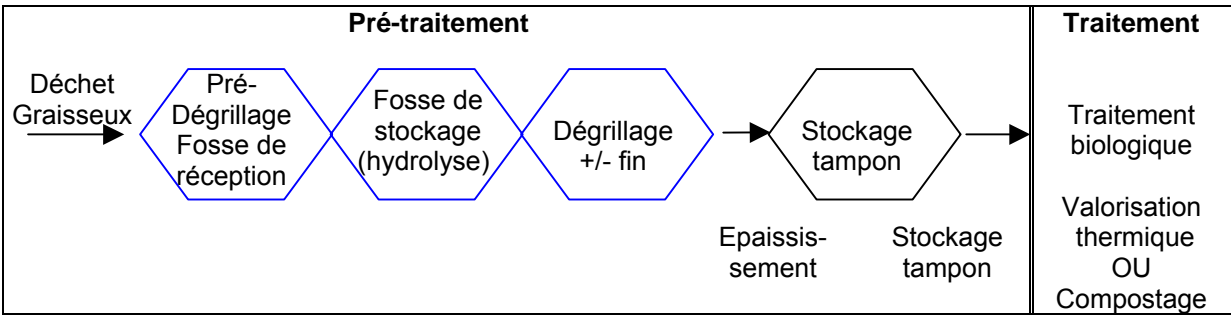 Pré-traitement
Traitement
Déchet
Graisseux
Pré-
Dégrillage
Fosse de
réception
Fosse de
stockage
(hydrolyse)
Dégrillage
+/- fin
Stockage
tampon
Epaissis-
sement
Stockage
tampon
Traitement
biologique
Valorisation
thermique
OU
Compostage